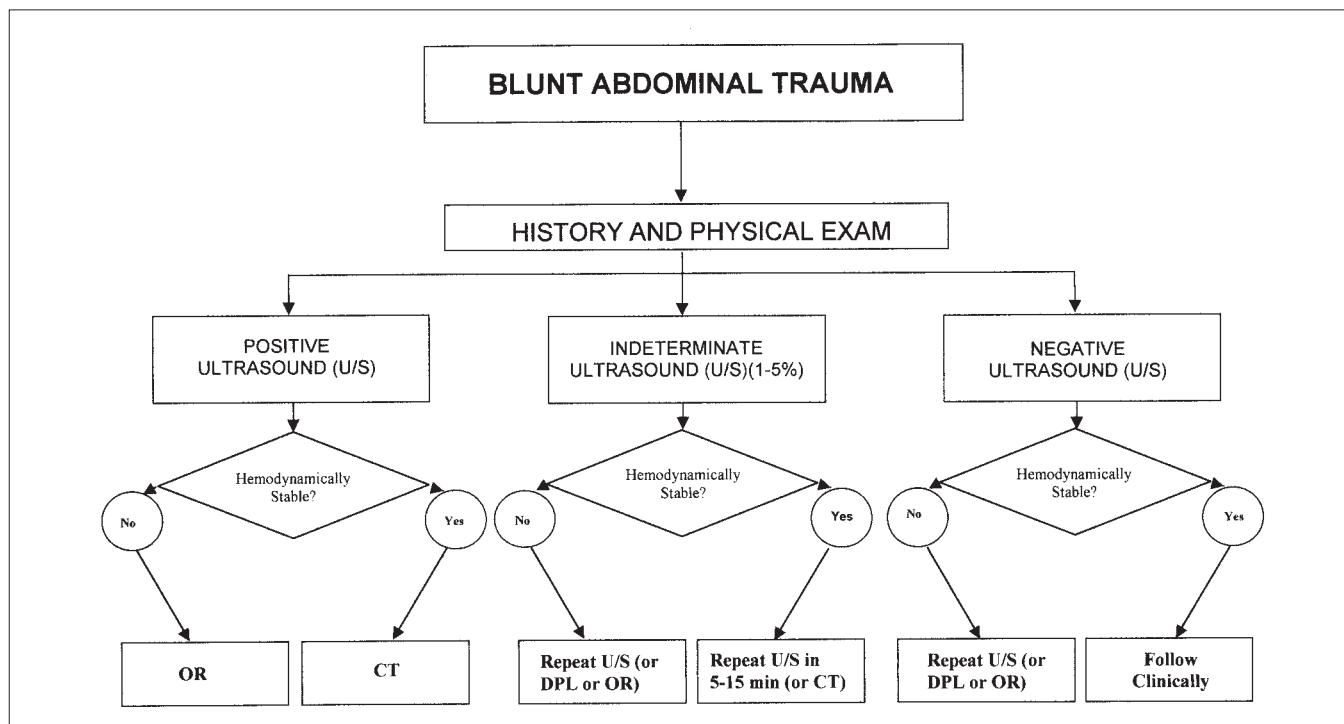 BLUNT ABDOMINAL TRAUMA
HISTORY AND PHYSICAL EXAM
POSITIVE
ULTRASOUND (U/S)
INDETERMINATE
ULTRASOUND (U/S)(1-5%)
NEGATIVE
ULTRASOUND (U/S)
Hemodynamically
Stable?
Hemodynamically
Stable?
Hemodynamically
Stable?
No
Yes
No
Yes
No
Yes
OR
CT
Repeat U/S (or
DPL or OR)
Repeat U/S in
5-15 min (or CT)
Repeat U/S (or
DPL or OR)
Follow
Clinically